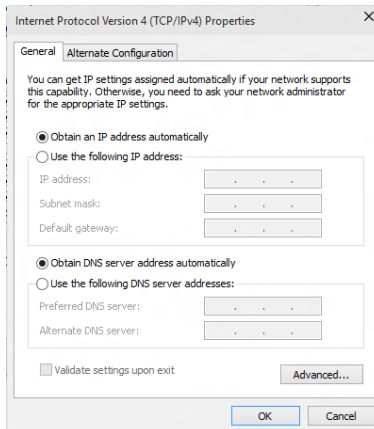 Internet Protocol Version 4 (TCP/IPv4) Properties
General
Alternate Configuration
You can get IP settings assigned automatically if your network supports
this capability. Otherwise, you need to ask your network administrator
for the appropriate IP settings.
Obtain an IP address automatically
Use the following IP address:
IP address:
Subnet mask:
Default gateway:
Obtain DNS server address automatically
Use the following DNS server addresses:
Preferred DNS server:
Alternate DNS server:
Validate settings upon exit
Advanced...
OK
Cancel